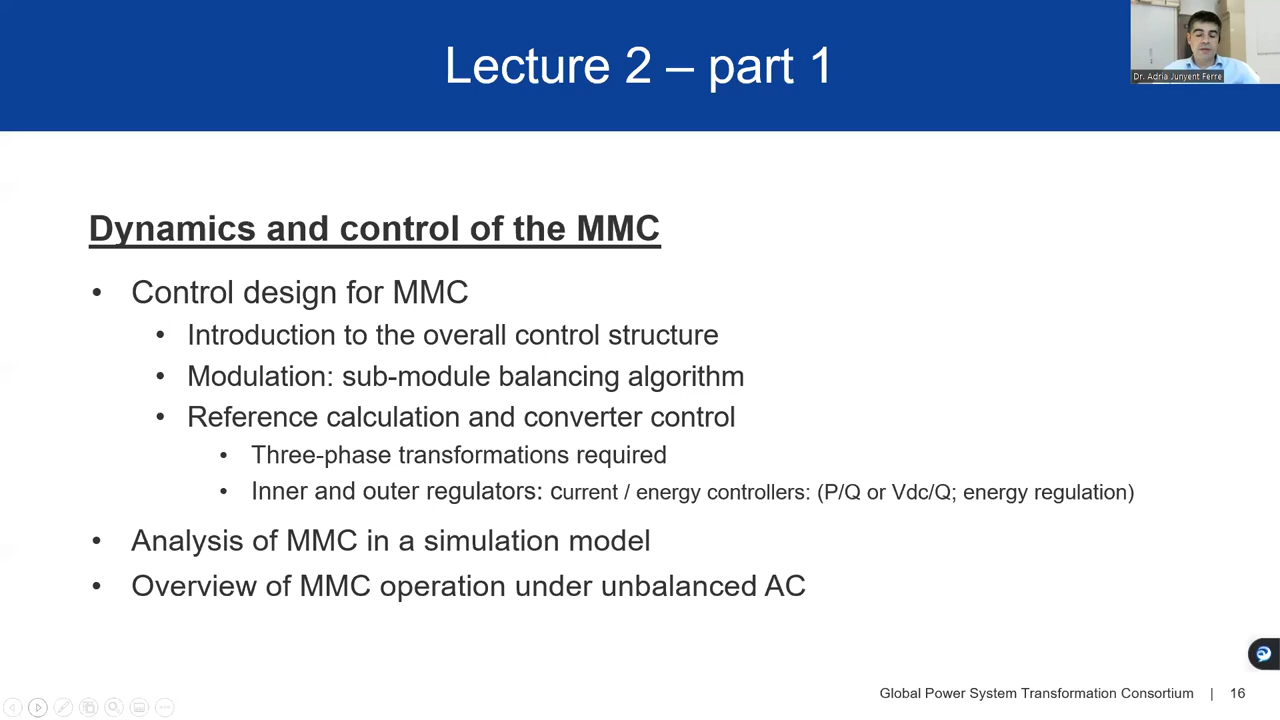 Lecture 2 – part 1
Dr. Adria Junyent Ferre
Dynamics and control of the MMC
• Control design for MMC
• Introduction to the overall control structure
• Modulation: sub-module balancing algorithm
• Reference calculation and converter control
• Three-phase transformations required
• Inner and outer regulators: current / energy controllers: (P/Q or Vdc/Q; energy regulation)
• Analysis of MMC in a simulation model
• Overview of MMC operation under unbalanced AC
Global Power System Transformation Consortium | 16